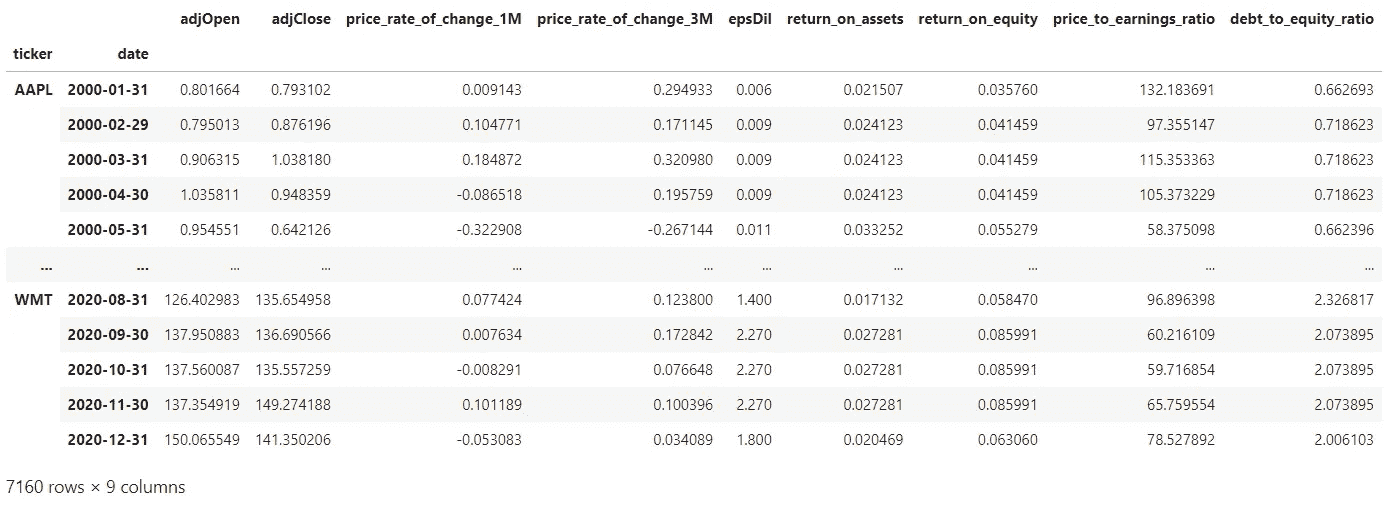 adjOpen adjClose price_rate_of_change_1M price_rate_of_change_3M epsDil return_on_assets return_on_equity price_to_earnings_ratio debt_to_equity_ratio
ticker date
AAPL 2000-01-31 0.801664 0.793102 0.009143 0.294933 0.006 0.021507 0.035760 132.183691 0.662693
2000-02-29 0.795013 0.876196 0.104771 0.171145 0.009 0.024123 0.041459 97.355147 0.718623
2000-03-31 0.906315 1.038180 0.184872 0.320980 0.009 0.024123 0.041459 115.353363 0.718623
2000-04-30 1.035811 0.948359 -0.086518 0.195759 0.009 0.024123 0.041459 105.373229 0.718623
2000-05-31 0.954551 0.642126 -0.322908 -0.267144 0.011 0.033252 0.055279 58.375098 0.662396
... ... ... ... ... ... ... ... ... ... ...
WMT 2020-08-31 126.402983 135.654958 0.077424 0.123800 1.400 0.017132 0.058470 96.896398 2.326817
2020-09-30 137.950883 136.690566 0.007634 0.172842 2.270 0.027281 0.085991 60.216109 2.073895
2020-10-31 137.560087 135.557259 -0.008291 0.076648 2.270 0.027281 0.085991 59.716854 2.073895
2020-11-30 137.354919 149.274188 0.101189 0.100396 2.270 0.027281 0.085991 65.759554 2.073895
2020-12-31 150.065549 141.350206 -0.053083 0.034089 1.800 0.020469 0.063060 78.527892 2.006103
7160 rows × 9 columns